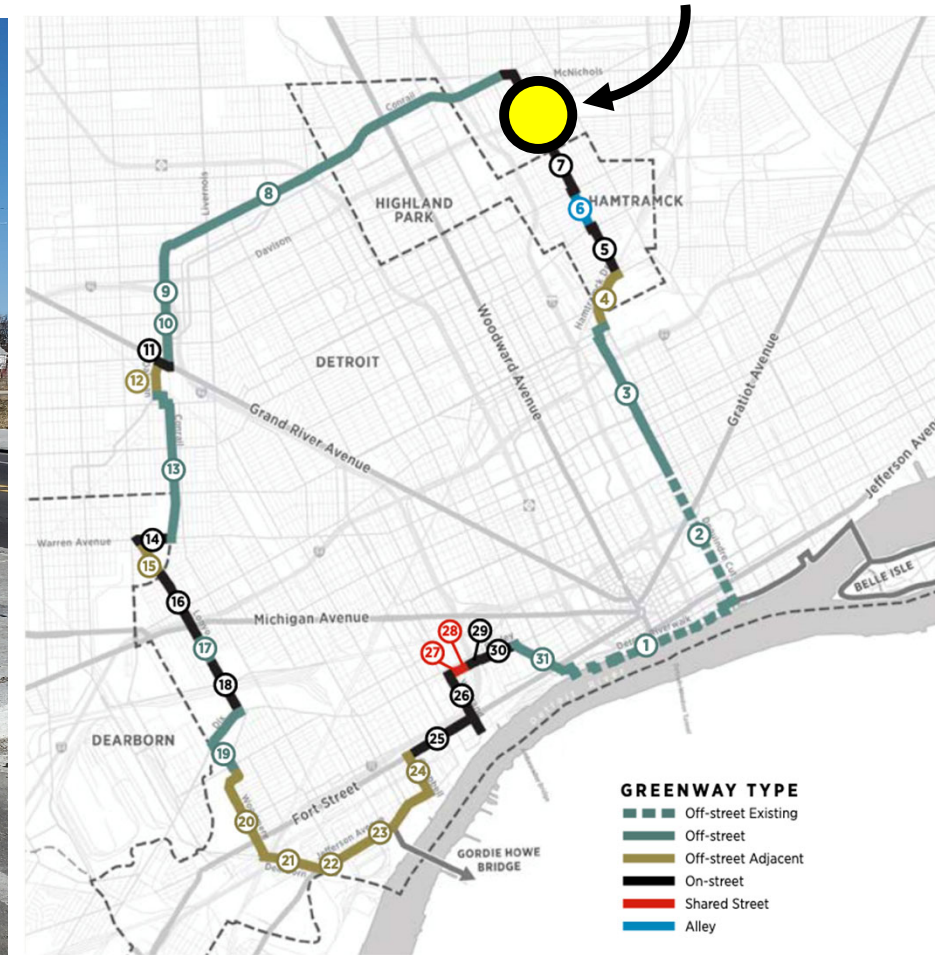 McNichols
Conrail
7
HIGHLAND
PARK
6
HAMTRAMCK
8
Livernois
Davison
5
4
9
10
Woodward Avenue
11
DETROIT
12
3
Gratiot Avenue
Grand River Avenue
Conrail
Jefferson Aven
13
Warren Avenue
14
2
15
BELLE ISLE
16
Michigan Avenue
17
28
29
27
30
31
1
18
26
DEARBORN
25
19
24
Fort Street
20
23
21
22
GORDIE HOWE
BRIDGE
GREENWAY TYPE
Off-street Existing
Off-street
Off-street Adjacent
On-street
Shared Street
Alley